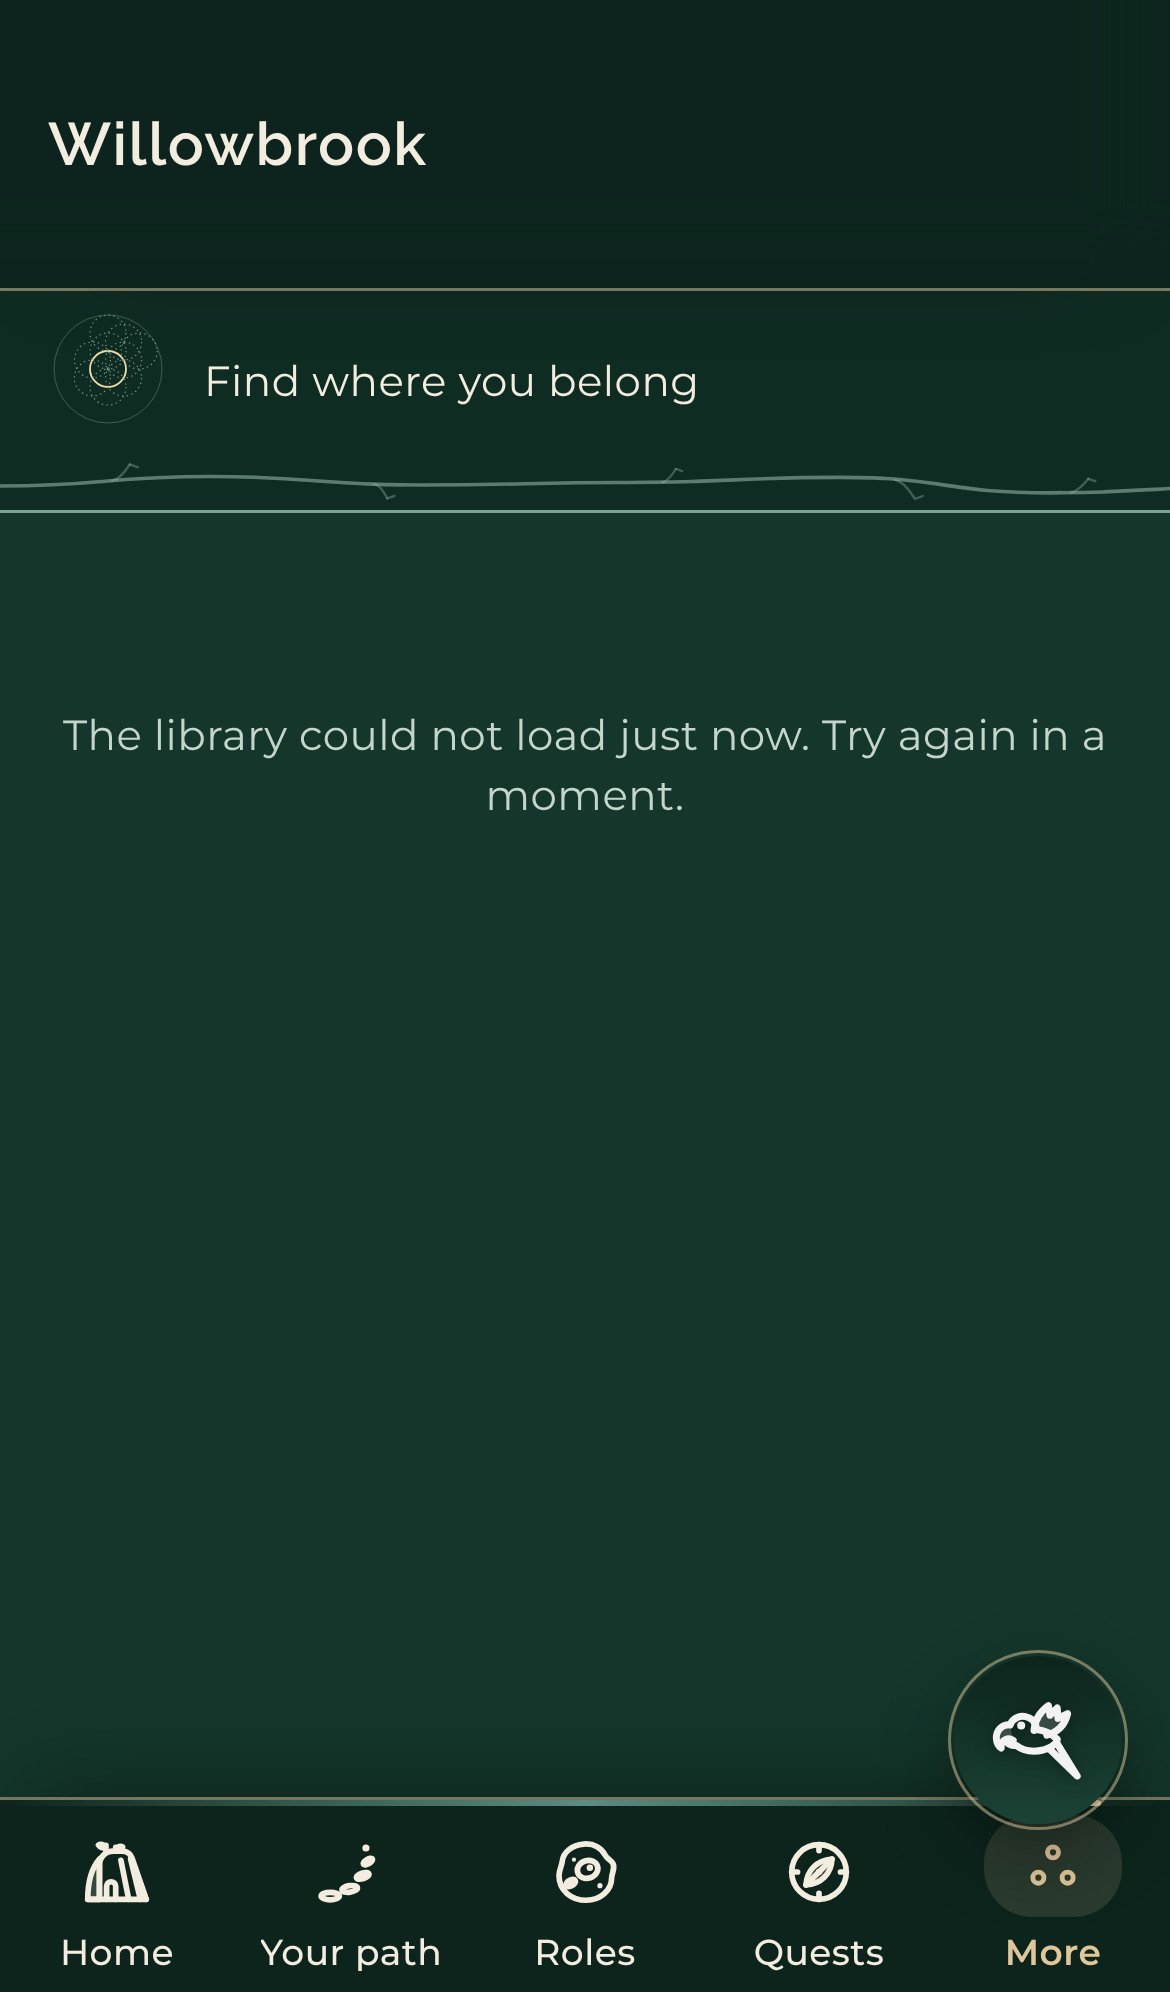 Willowbrook
Find where you belong
The library could not load just now. Try again in a
moment.
Home
Your path
Roles
Quests
More